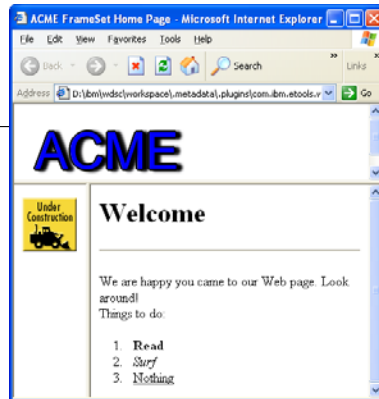 ACME FrameSet Home Page - Microsoft Internet Explorer
File Edit View Favorites Tools Help
Back Search Links
Address D:\ibm\wdsc\workspace\.metadata\.plugins\com.ibm.etools.v Go
ACME
Under
Construction
Welcome
We are happy you came to our Web page. Look
around!
Things to do:
1. Read
2. Surf
3. Nothing